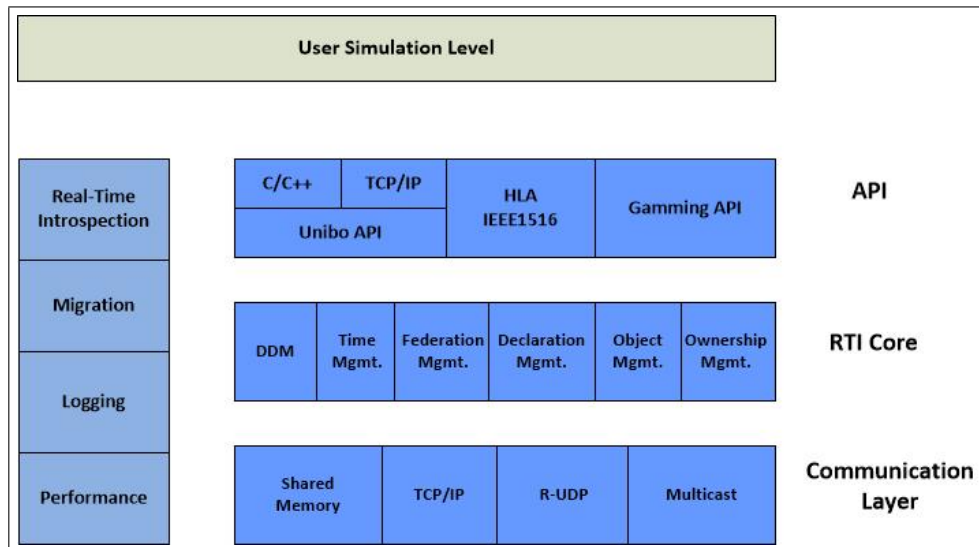 User Simulation Level
Real-Time
Introspection
Migration
Logging
Performance
C/C++
TCP/IP
Unibo API
HLA
IEEE1516
Gamming API
API
DDM
Time
Mgmt.
Federation
Mgmt.
Declaration
Mgmt.
Object
Mgmt.
Ownership
Mgmt.
RTI Core
Shared
Memory
TCP/IP
R-UDP
Multicast
Communication
Layer